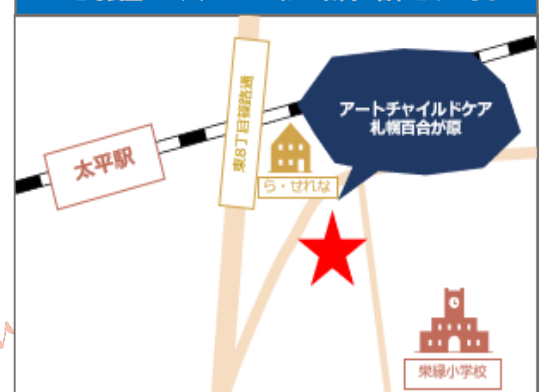 アートチャイルドケア
札幌百合が原
東8丁目篠路通
太平駅
ら・せれな
栄緑小学校